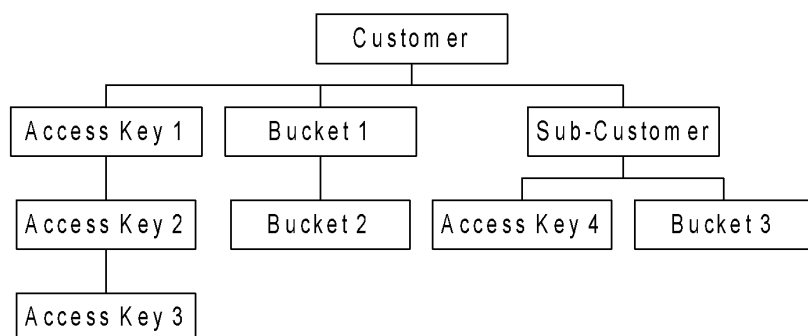 Customer
Access Key 1
Bucket 1
Sub-Customer
Access Key 2
Bucket 2
Access Key 4
Bucket 3
Access Key 3